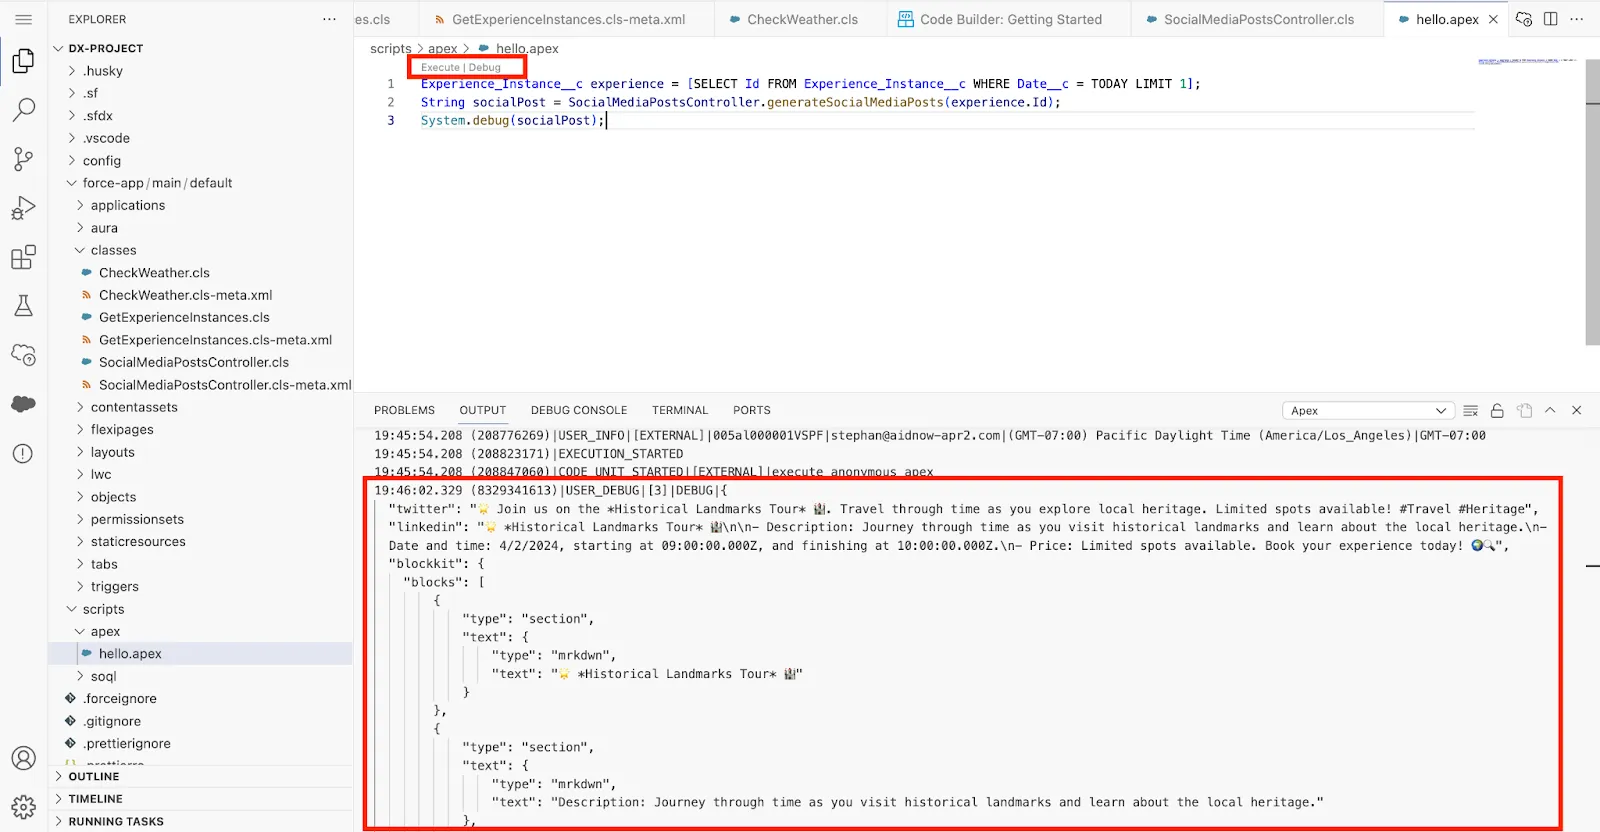 EXPLORER
DX-PROJECT
.husky
.sf
.sfdx
.vscode
config
force-app/main/default
applications
aura
classes
CheckWeather.cls
CheckWeather.cls-meta.xml
GetExperienceInstances.cls
GetExperienceInstances.cls-meta.xml
SocialMediaPostsController.cls
SocialMediaPostsController.cls-meta.xml
contentassets
flexipages
layouts
lwc
objects
permissionsets
staticresources
tabs
triggers
scripts
apex
hello.apex
soql
.forceignore
.gitignore
.prettierignore
OUTLINE
TIMELINE
RUNNING TASKS
es.cls
GetExperienceInstances.cls-meta.xml
CheckWeather.cls
Code Builder: Getting Started
SocialMediaPostsController.cls
hello.apex
scripts > apex > hello.apex
Execute | Debug
1 Experience_Instance__c experience = [SELECT Id FROM Experience_Instance__c WHERE Date__c = TODAY LIMIT 1];
2 String socialPost = SocialMediaPostsController.generateSocialMediaPosts(experience.Id);
3 System.debug(socialPost);
PROBLEMS OUTPUT DEBUG CONSOLE TERMINAL PORTS
Apex
19:45:54.208 (208776269)|USER_INFO|[EXTERNAL]|005al000001VSPF|stephan@aidnow-apr2.com|(GMT-07:00) Pacific Daylight Time (America/Los_Angeles)|GMT-07:00
19:45:54.208 (208823171)|EXECUTION_STARTED
19:45:54.208 (208847060)|CODE_UNIT_STARTED|[EXTERNAL]|execute_anonymous_apex
19:46:02.329 (8329341613)|USER_DEBUG|[3]|DEBUG|{
"twitter": "🌟 Join us on the *Historical Landmarks Tour* 🏰. Travel through time as you explore local heritage. Limited spots available! #Travel #Heritage",
"linkedin": "🌟 *Historical Landmarks Tour* 🏰\n\n- Description: Journey through time as you visit historical landmarks and learn about the local heritage.\n-
Date and time: 4/2/2024, starting at 09:00:00.000Z, and finishing at 10:00:00.000Z.\n- Price: Limited spots available. Book your experience today! 🌍🔍",
"blockkit": {
"blocks": [
{
"type": "section",
"text": {
"type": "mrkdwn",
"text": "🌟 *Historical Landmarks Tour* 🏰"
}
},
{
"type": "section",
"text": {
"type": "mrkdwn",
"text": "Description: Journey through time as you visit historical landmarks and learn about the local heritage."
},